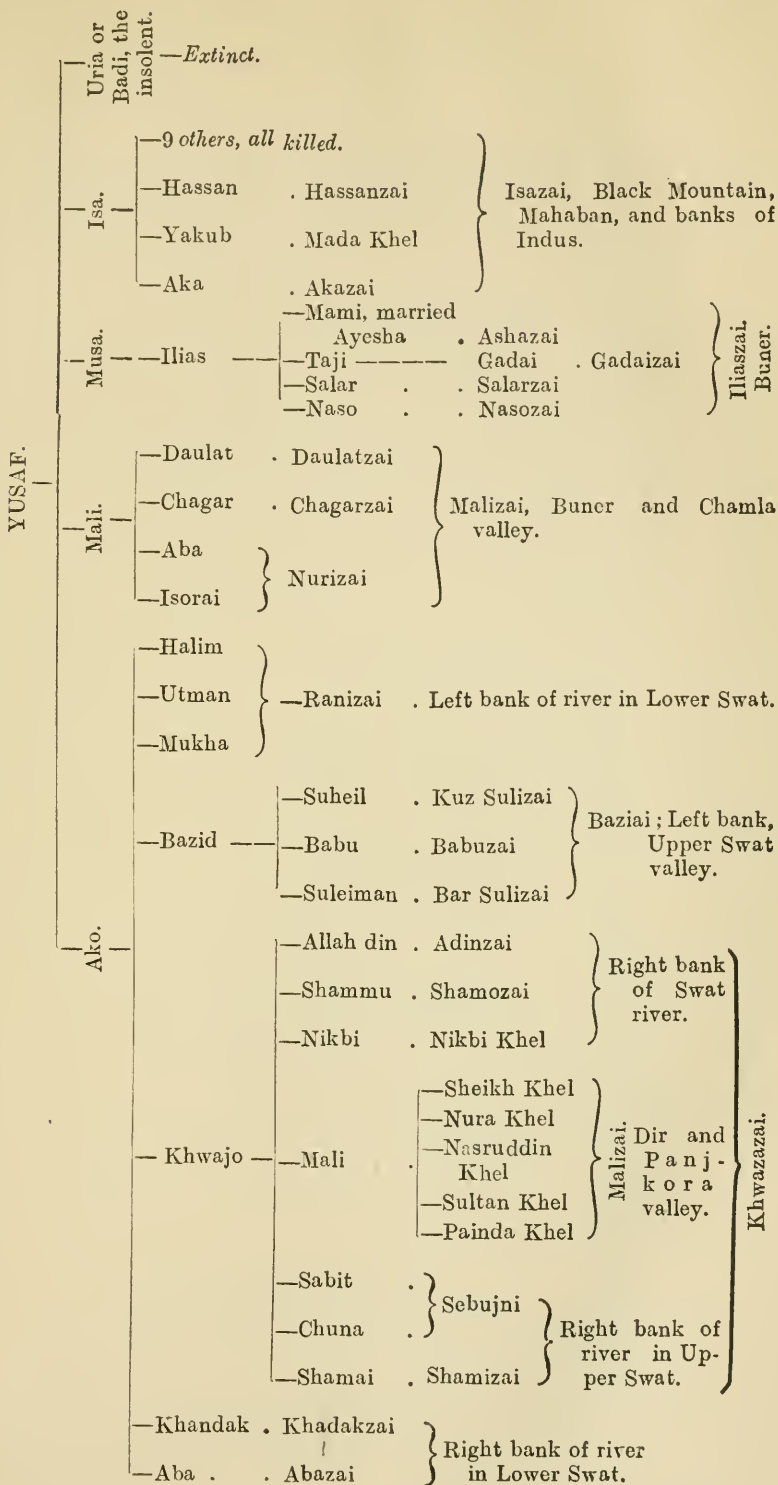 YUSAF.
Uria or
Badi, the
insolent.
—Extinct.
Isa.
—9 others, all killed.
—Hassan . Hassanzai
—Yakub . Mada Khel
—Aka . Akazai
Isazai, Black Mountain,
Mahaban, and banks of
Indus.
Musa.
—Ilias
—Mami, married
Ayesha . Ashazai
—Taji ——— Gadai . Gadaizai
—Salar . . Salarzai
—Naso . . Nasozai
Iliaszai,
Buner.
Mali.
—Daulat . Daulatzai
—Chagar . Chagarzai
—Aba
—Isorai
Nurizai
Malizai, Buner and Chamla
valley.
Ako.
—Halim
—Utman
—Mukha
—Ranizai . Left bank of river in Lower Swat.
—Bazid
—Suheil . Kuz Sulizai
—Babu . Babuzai
—Suleiman . Bar Sulizai
Baziai; Left bank,
Upper Swat
valley.
—Khwajo
—Allah din . Adinzai
—Shammu . Shamozai
—Nikbi . Nikbi Khel
Right bank
of Swat
river.
—Mali .
—Sheikh Khel
—Nura Khel
—Nasruddin
Khel
—Sultan Khel
—Painda Khel
Malizai.
Dir and
Panj-
kora
valley.
—Sabit .
—Chuna .
Sebujni
—Shamai . Shamizai
Right bank of
river in Up-
per Swat.
Khwazazai.
—Khandak . Khadakzai
—Aba . . Abazai
Right bank of river
in Lower Swat.